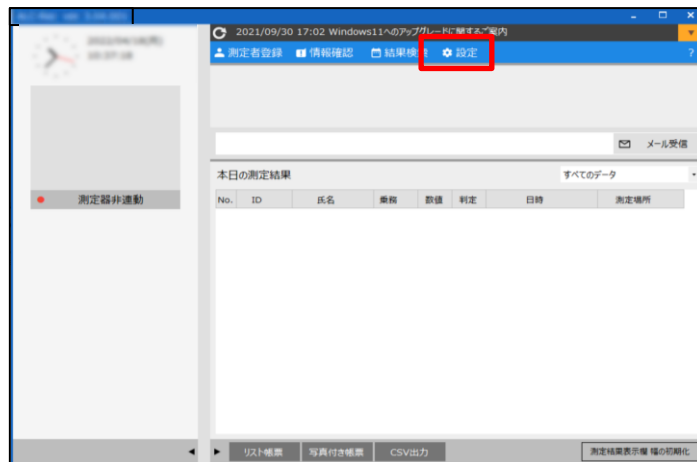 2021/09/30 17:02 Windows11へのアップグレードに関するご案内
測定者登録 情報確認 結果検 設定 ?
メール受信
本日の測定結果 すべてのデータ
測定器非連動
No. ID 氏名 乗務 数値 判定 日時 測定場所
リスト帳票 写真付き帳票 CSV出力 測定結果表示欄 幅の初期化